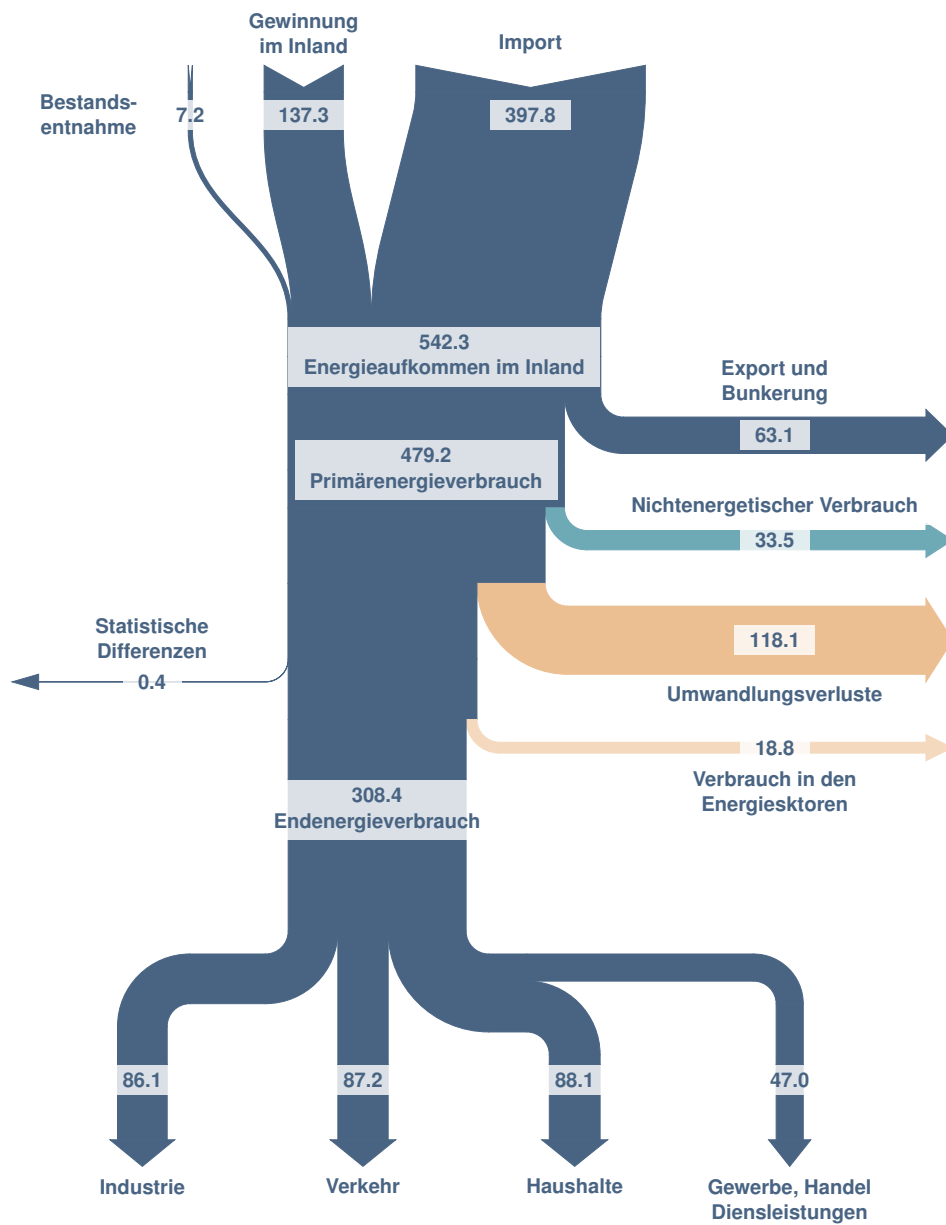 Gewinnung
im Inland
Import
Bestands-
entnahme
7.2
137.3
397.8
542.3
Energieaufkommen im Inland
Export und
Bunkerung
63.1
479.2
Primärenergieverbrauch
Nichtenergetischer Verbrauch
33.5
Statistische
Differenzen
0.4
118.1
Umwandlungsverluste
18.8
Verbrauch in den
Energiesktoren
308.4
Endenergieverbrauch
86.1
87.2
88.1
47.0
Industrie
Verkehr
Haushalte
Gewerbe, Handel
Diensleistungen